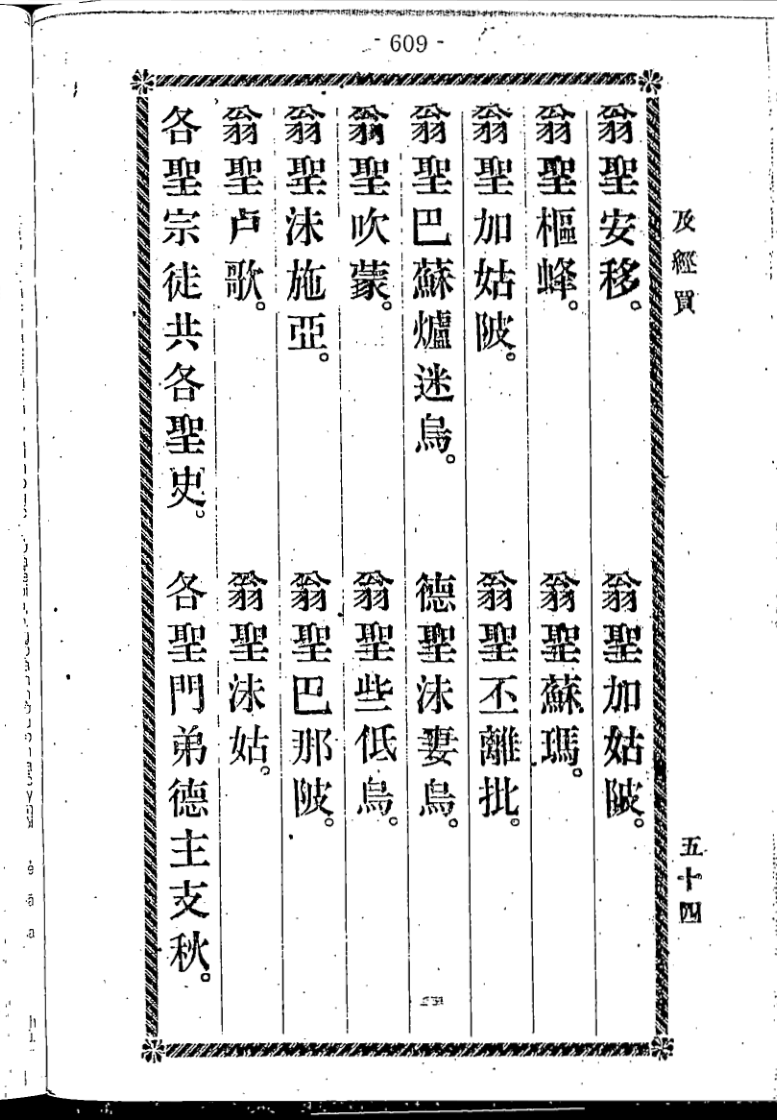 - 609 -
及經買
五十四
翁聖安移。 翁聖加姑陂。
翁聖樞蜂。 翁聖蘇瑪。
翁聖加姑陂。 翁聖丕離批。
翁聖巴蘇爐迷烏。 德聖沬妻烏。
翁聖吹蒙。 翁聖些低烏。
翁聖沬施亞。 翁聖巴那陂。
翁聖卢歌。 翁聖沬姑。
各聖宗徒共各聖史。 各聖門弟德主支秋。